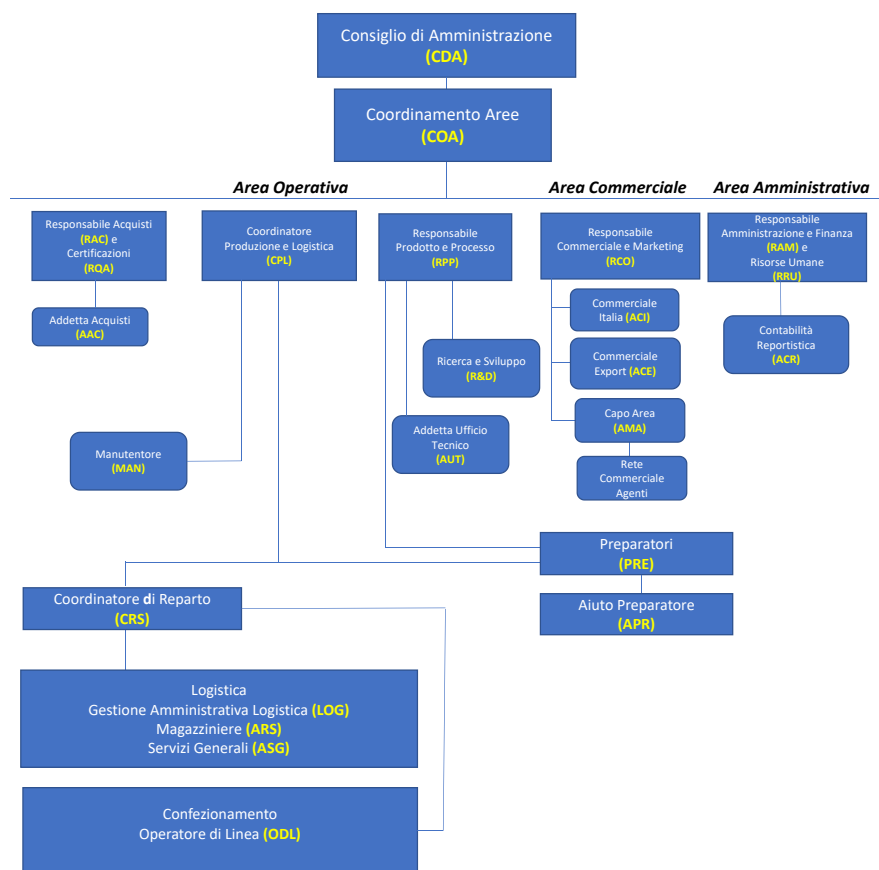 Consiglio di Amministrazione
(CDA)
Coordinamento Aree
(COA)
Area Operativa
Area Commerciale
Area Amministrativa
Responsabile Acquisti
(RAC) e
Certificazioni
(RQA)
Coordinatore
Produzione e Logistica
(CPL)
Responsabile
Prodotto e Processo
(RPP)
Responsabile
Commerciale e Marketing
(RCO)
Responsabile
Amministrazione e Finanza
(RAM) e
Risorse Umane
(RRU)
Addetta Acquisti
(AAC)
Commerciale
Italia (ACI)
Contabilità
Reportistica
(ACR)
Ricerca e Sviluppo
(R&D)
Commerciale
Export (ACE)
Addetta Ufficio
Tecnico
(AUT)
Capo Area
(AMA)
Manutentore
(MAN)
Rete
Commerciale
Agenti
Preparatori
(PRE)
Coordinatore di Reparto
(CRS)
Aiuto Preparatore
(APR)
Logistica
Gestione Amministrativa Logistica (LOG)
Magazziniere (ARS)
Servizi Generali (ASG)
Confezionamento
Operatore di Linea (ODL)